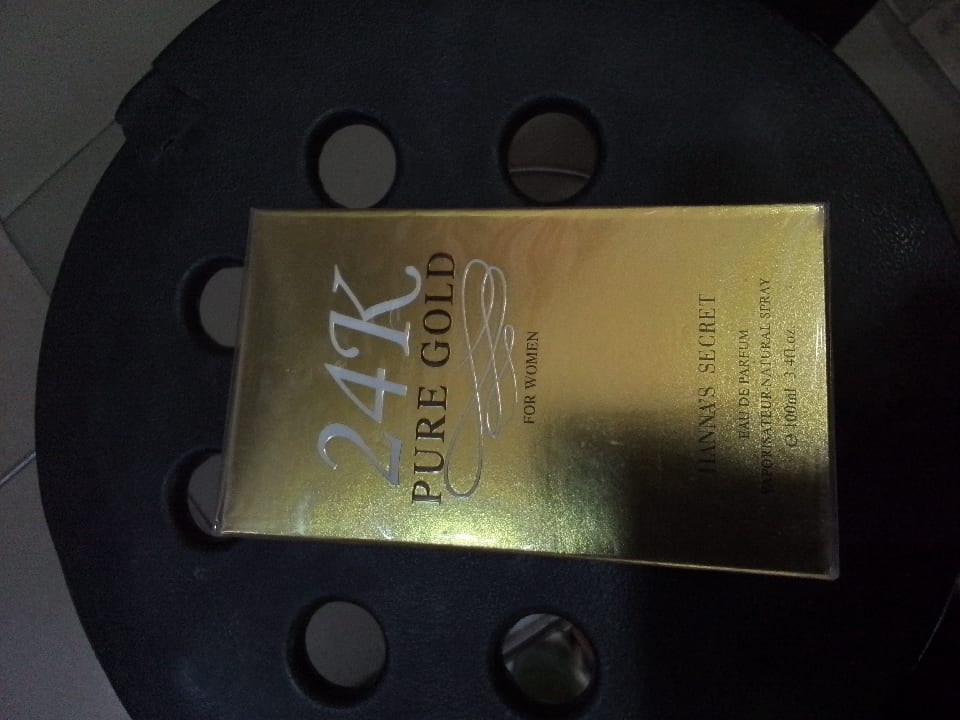 24K
PURE GOLD
FOR WOMEN
HANNA'S SECRET
EAU DE PARFUM
VAPORISATEUR-NATURAL SPRAY
e 100ml 3.4fl.oz.